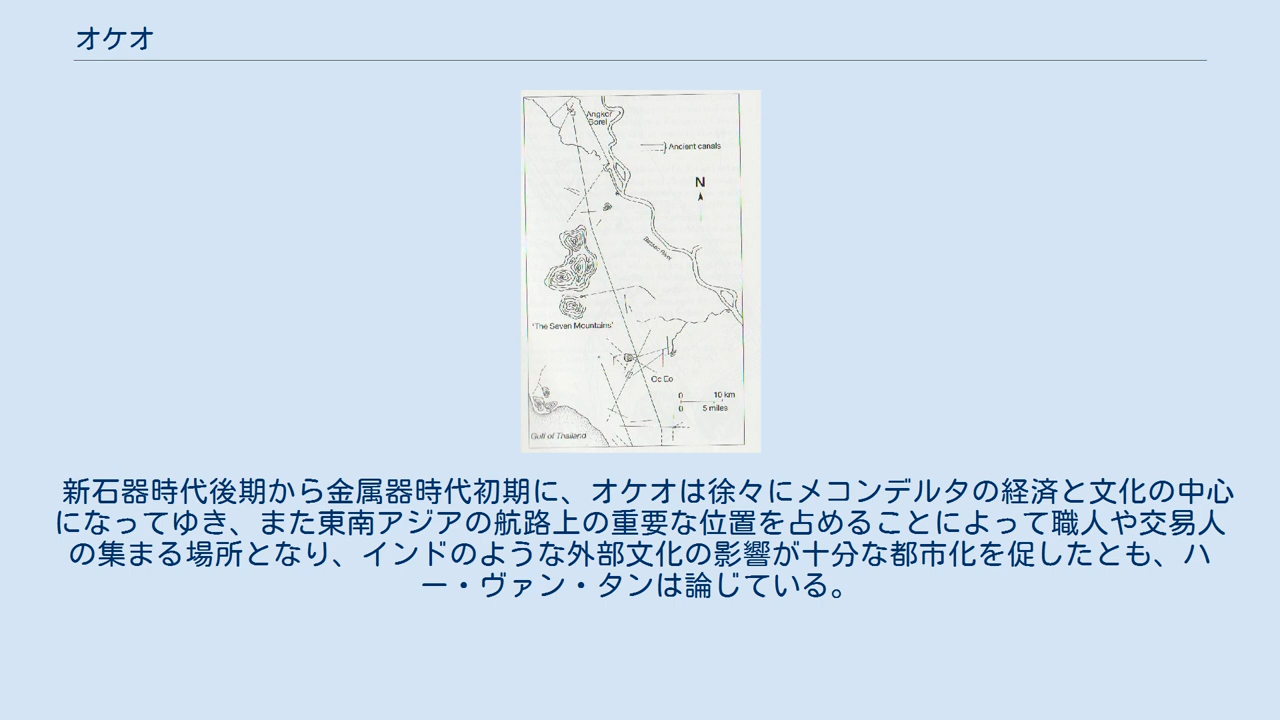 オケオ
Angkor
Borei
Ancient canals
N
Bassac River
'The Seven Mountains'
Oc Eo
0 10 km
0 5 miles
Gulf of Thailand
新石器時代後期から金属器時代初期に、オケオは徐々にメコンデルタの経済と文化の中心
になってゆき、また東南アジアの航路上の重要な位置を占めることによって職人や交易人
の集まる場所となり、インドのような外部文化の影響が十分な都市化を促したとも、ハ
ー・ヴァン・タンは論じている。